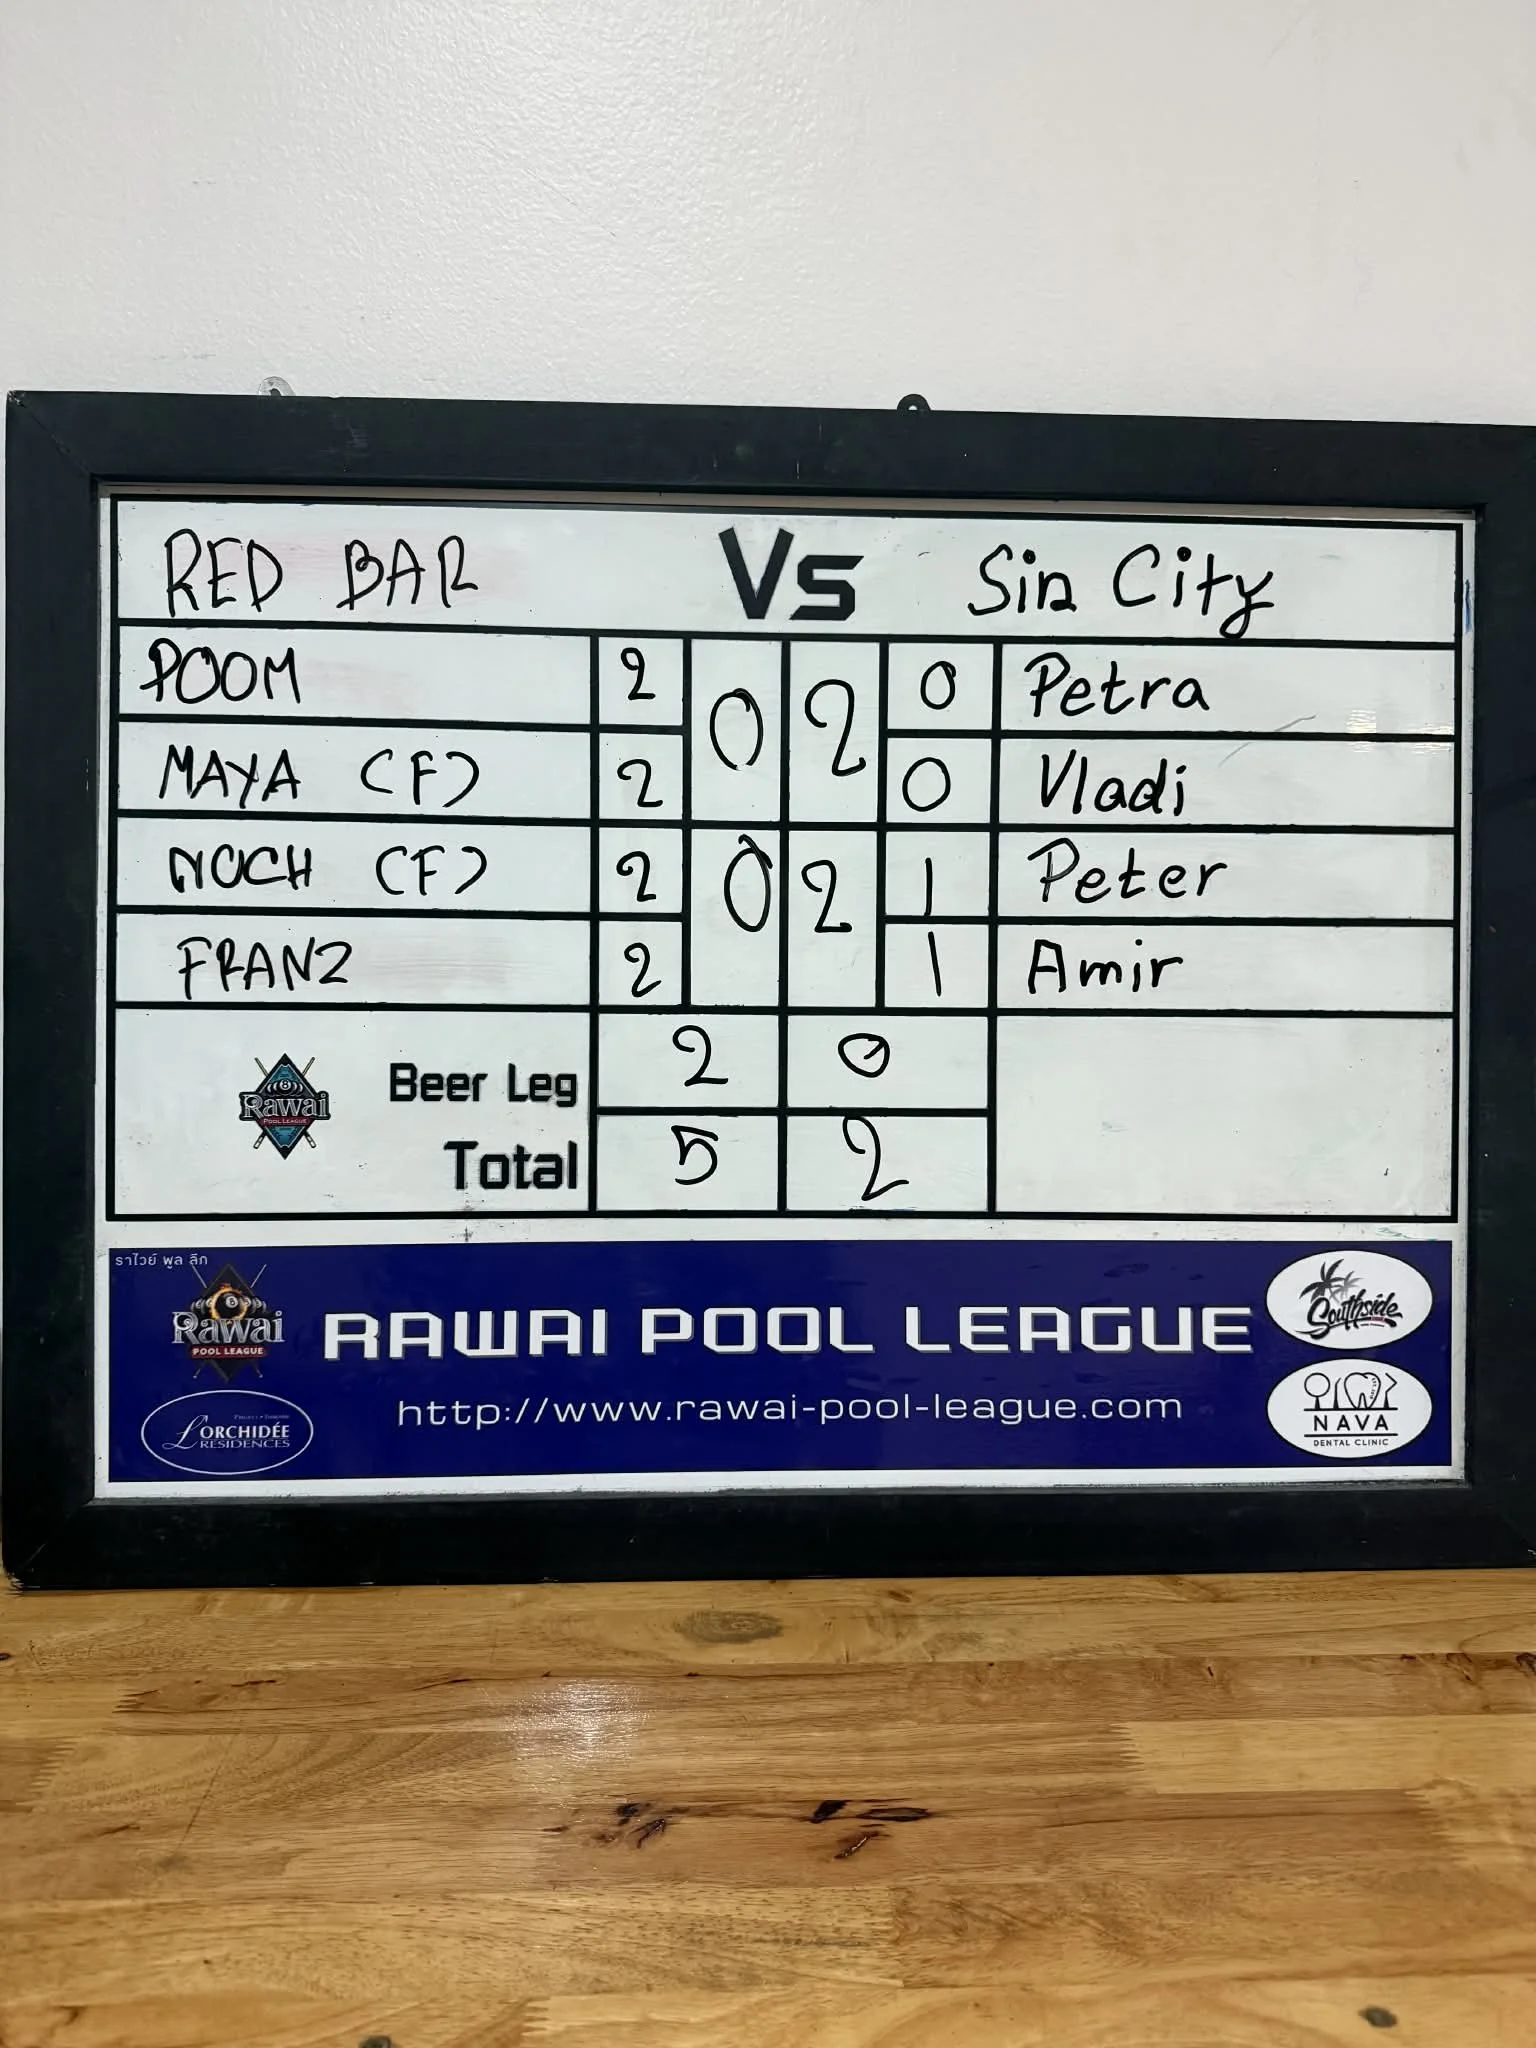 RED BAR Vs Sin City
POOM 2 0 2 0 Petra
MAYA (F) 2 0 Vladi
NOCH (F) 2 0 2 1 Peter
FRANZ 2 1 Amir
Beer Leg 2 0
Rawai
POOL LEAGUE
Total 5 2
ราไวย์ พูล ลีก
Rawai
POOL LEAGUE
RAWAI POOL LEAGUE
http://www.rawai-pool-league.com
L'ORCHIDÉE
RESIDENCES
Southside
NAVA
DENTAL CLINIC